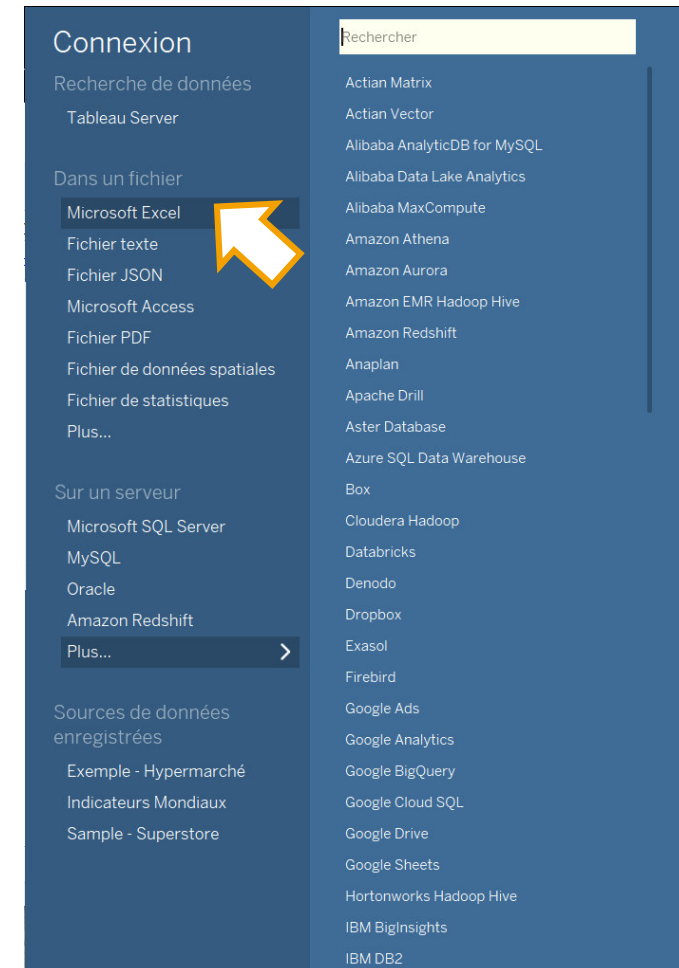 Connexion
Recherche de données
Tableau Server
Dans un fichier
Microsoft Excel
Fichier texte
Fichier JSON
Microsoft Access
Fichier PDF
Fichier de données spatiales
Fichier de statistiques
Plus...
Sur un serveur
Microsoft SQL Server
MySQL
Oracle
Amazon Redshift
Plus...
Sources de données
enregistrées
Exemple - Hypermarché
Indicateurs Mondiaux
Sample - Superstore
Rechercher
Actian Matrix
Actian Vector
Alibaba AnalyticDB for MySQL
Alibaba Data Lake Analytics
Alibaba MaxCompute
Amazon Athena
Amazon Aurora
Amazon EMR Hadoop Hive
Amazon Redshift
Anaplan
Apache Drill
Aster Database
Azure SQL Data Warehouse
Box
Cloudera Hadoop
Databricks
Denodo
Dropbox
Exasol
Firebird
Google Ads
Google Analytics
Google BigQuery
Google Cloud SQL
Google Drive
Google Sheets
Hortonworks Hadoop Hive
IBM BigInsights
IBM DB2